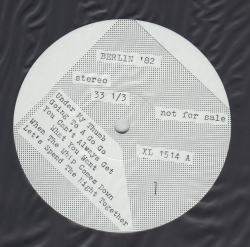 BERLIN '82
stereo
33 1/3
not for sale
Under My Thumb
Going To A Go Go
You Can't Always Get
What You Want
When The Whip Comes Down
Let's Spend The Night Together
XL 1514 A
1